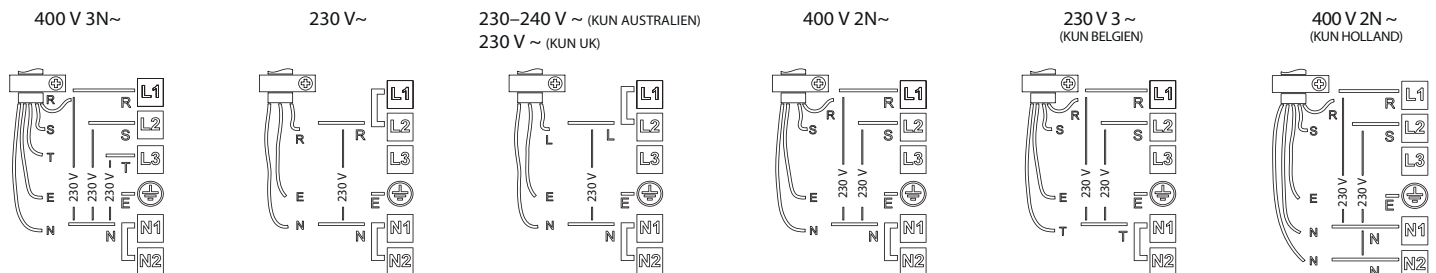 400 V 3N~
R
S
T
E
N
230 V
230 V
230 V
R
S
T
E
N
L1
L2
L3
N1
N2
230 V~
R
E
N
230 V
R
E
N
L1
L2
L3
N1
N2
230–240 V ~ (KUN AUSTRALIEN)
230 V ~ (KUN UK)
L
E
N
230 V
L
E
N
L1
L2
L3
N1
N2
400 V 2N~
R
S
E
N
230 V
230 V
R
S
E
N
L1
L2
L3
N1
N2
230 V 3 ~
(KUN BELGIEN)
R
S
E
T
230 V
230 V
R
S
E
T
L1
L2
L3
N1
N2
400 V 2N ~
(KUN HOLLAND)
R
S
E
N
N
230 V
230 V
R
S
E
N
N
L1
L2
L3
N1
N2